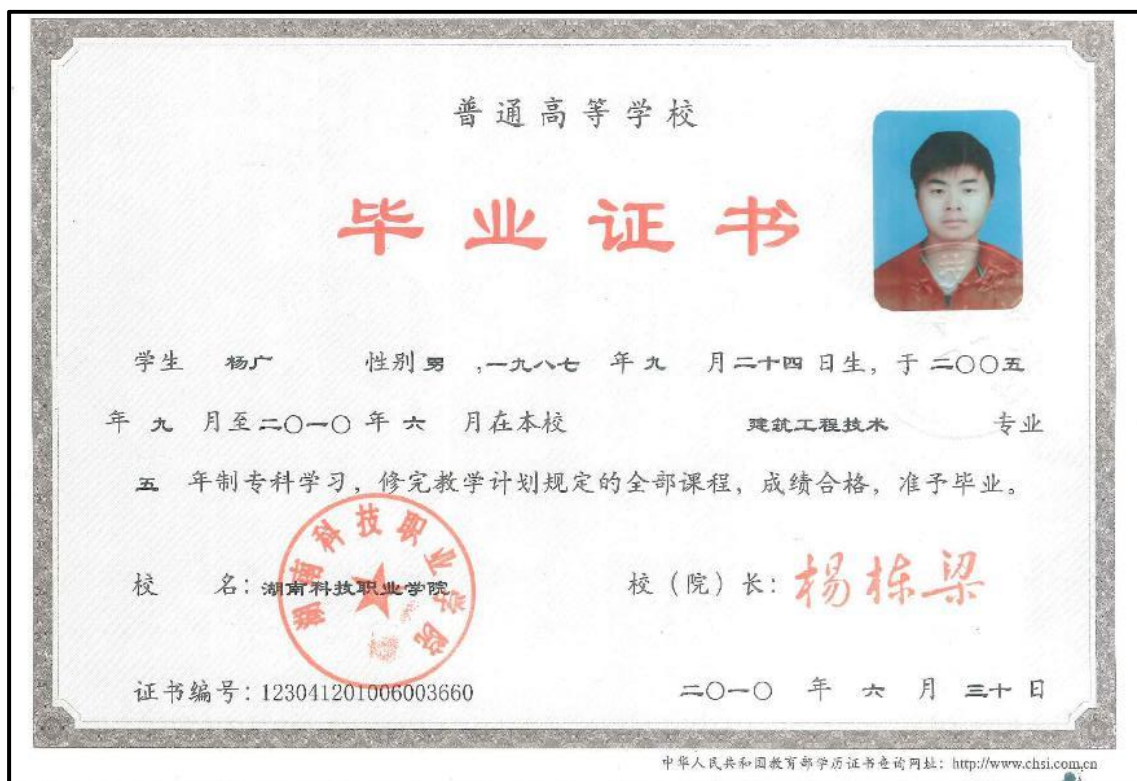 普通高等学校
毕业证书
学生 杨广 性别 男 ,一九八七 年 九 月 二十四 日生, 于 二〇〇五
年 九 月至 二〇一〇 年 六 月在本校 建筑工程技术 专业
五 年制专科学习, 修完教学计划规定的全部课程, 成绩合格, 准予毕业。
湖南科技职业学院
校 名: 湖南科技职业学院 校 (院) 长: 杨栋梁
证书编号: 123041201006003660 二〇一〇 年 六 月 三十 日
中华人民共和国教育部学历证书查询网址: http://www.chsi.com.cn